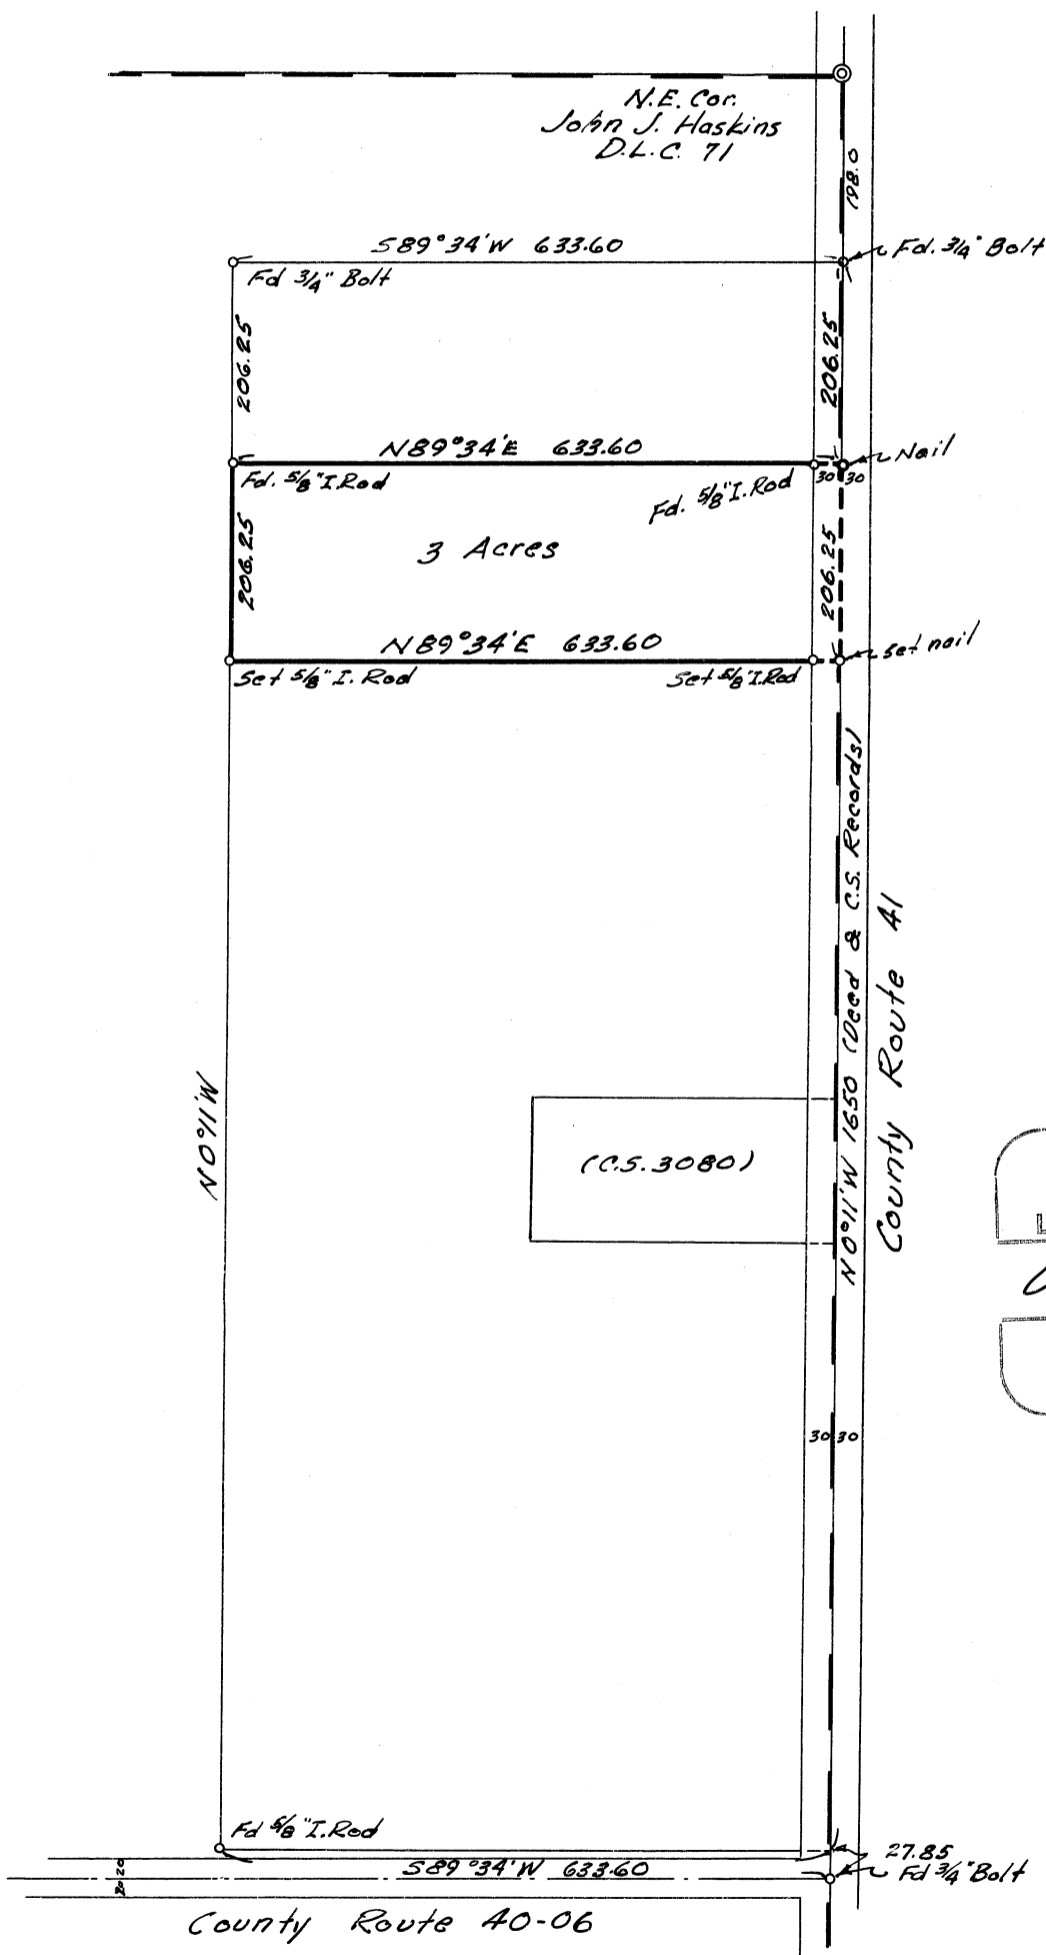 N.E. Cor.
John J. Haskins
D.L.C. 71
198.0
S89°34'W 633.60
Fd. 3/4" Bolt
Fd 3/4" Bolt
206.25
206.25
N89°34'E 633.60
Nail
30 30
Fd. 5/8" I.Rod
Fd. 5/8" I.Rod
3 Acres
206.25
206.25
N89°34'E 633.60
Set nail
Set 5/8" I. Rod
Set 5/8" I.Rod
N0°11'W 1650 (Deed & C.S. Records)
County Route A1
N0°11'W
(C.S. 3080)
30 30
Fd 5/8" I.Rod
27.85
S89°34'W 633.60
Fd 3/4" Bolt
20 20
County Route 40-06